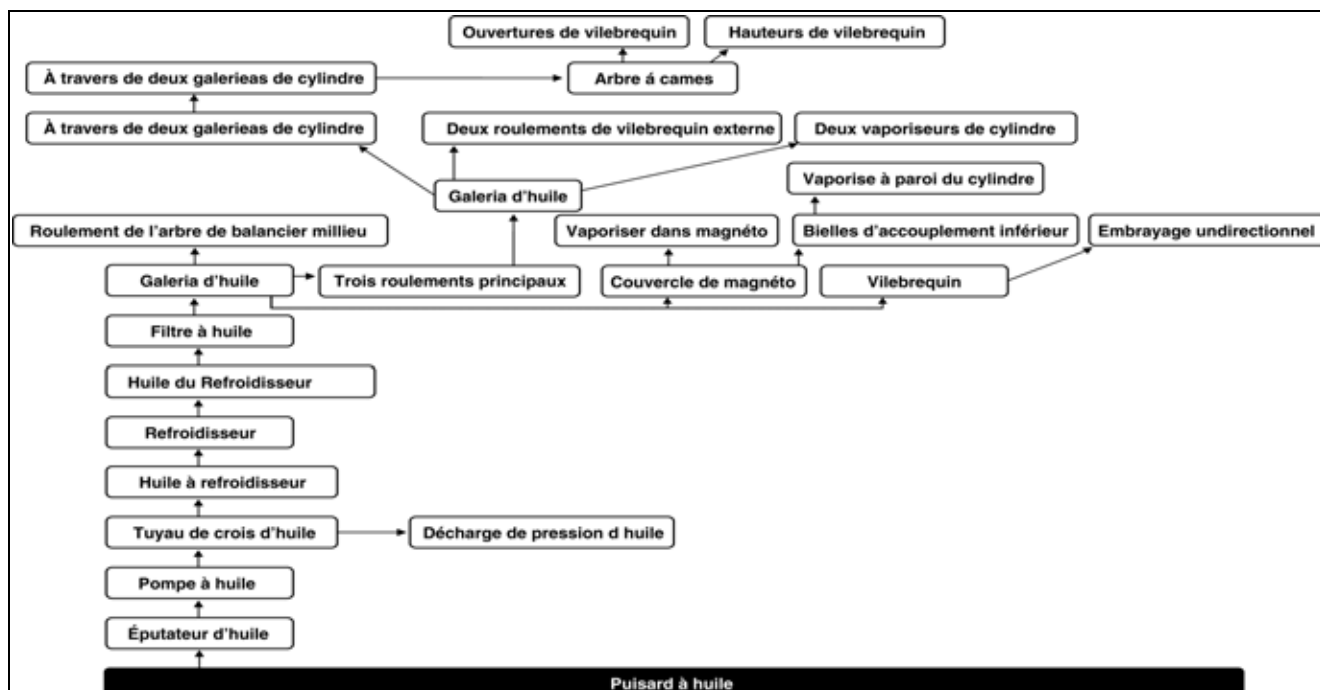 Ouvertures de vilebrequin
Hauteurs de vilebrequin
À travers de deux galerieas de cylindre
Arbre á cames
À travers de deux galerieas de cylindre
Deux roulements de vilebrequin externe
Deux vaporiseurs de cylindre
Galeria d'huile
Vaporise à paroi du cylindre
Roulement de l'arbre de balancier millieu
Vaporiser dans magnéto
Bielles d'accouplement inférieur
Embrayage undirectionnel
Galeria d'huile
Trois roulements principaux
Couvercle de magnéto
Vilebrequin
Filtre à huile
Huile du Refroidisseur
Refroidisseur
Huile à refroidisseur
Tuyau de crois d'huile
Décharge de pression d huile
Pompe à huile
Éputateur d'huile
Puisard à huile